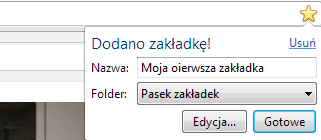 Dodano zakładkę! Usuń
Nazwa: Moja oierwsza zakładka
Folder: Pasek zakładek
Edycja... Gotowe